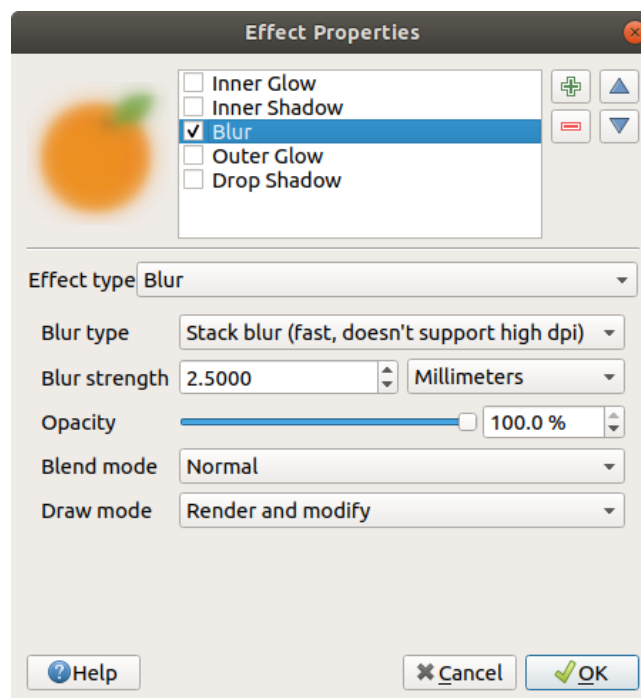 Effect Properties
Inner Glow
Inner Shadow
Blur
Outer Glow
Drop Shadow
Effect type Blur
Blur type Stack blur (fast, doesn't support high dpi)
Blur strength 2.5000 Millimeters
Opacity 100.0 %
Blend mode Normal
Draw mode Render and modify
Help Cancel OK